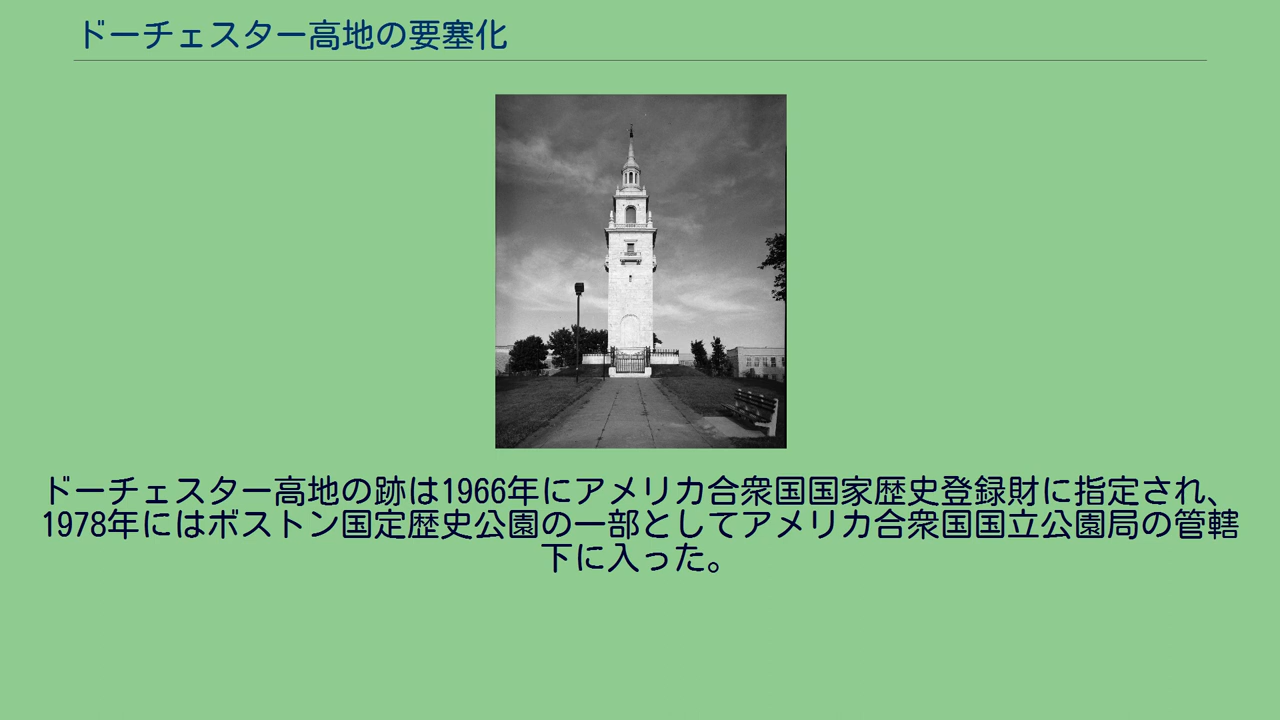 ドーチェスター高地の要塞化
ドーチェスター高地の跡は1966年にアメリカ合衆国国家歴史登録財に指定され、
1978年にはボストン国定歴史公園の一部としてアメリカ合衆国国立公園局の管轄
下に入った。